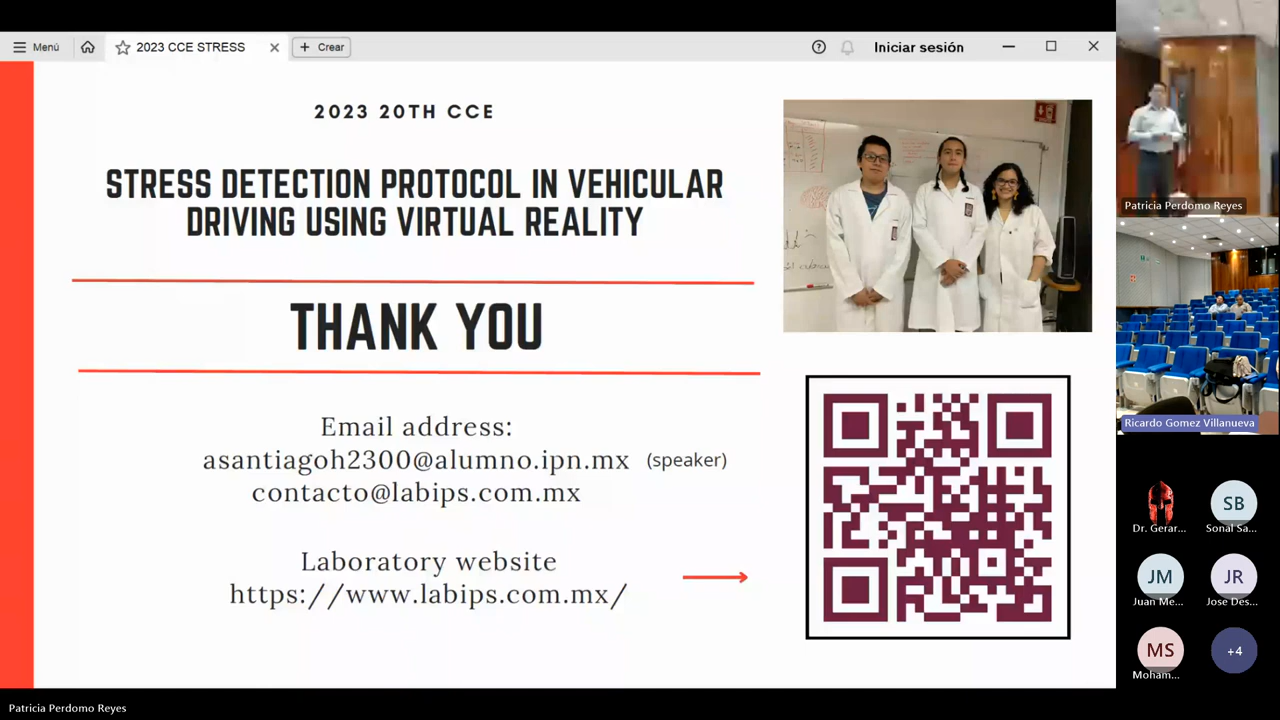 Menú
2023 CCE STRESS
+ Crear
Iniciar sesión
2023 20TH CCE
STRESS DETECTION PROTOCOL IN VEHICULAR
DRIVING USING VIRTUAL REALITY
THANK YOU
Email address:
asantiagoh2300@alumno.ipn.mx (speaker)
contacto@labips.com.mx
Laboratory website
https://www.labips.com.mx/
Patricia Perdomo Reyes
Ricardo Gomez Villanueva
Dr. Gerar...
SB
Sonal Sa...
JM
Juan Me...
JR
Jose Des...
MS
Moham...
+4
Patricia Perdomo Reyes